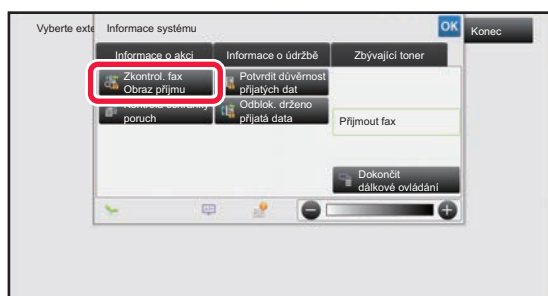 Vyberte exte
Informace systému
OK
Konec
Informace o akci
Informace o údržbě
Zbývající toner
Zkontrol. fax
Obraz příjmu
Potvrdit důvěrnost
přijatých dat
poruch
Odblok. drženo
přijatá data
Přijmout fax
Dokončit
dálkové ovládání